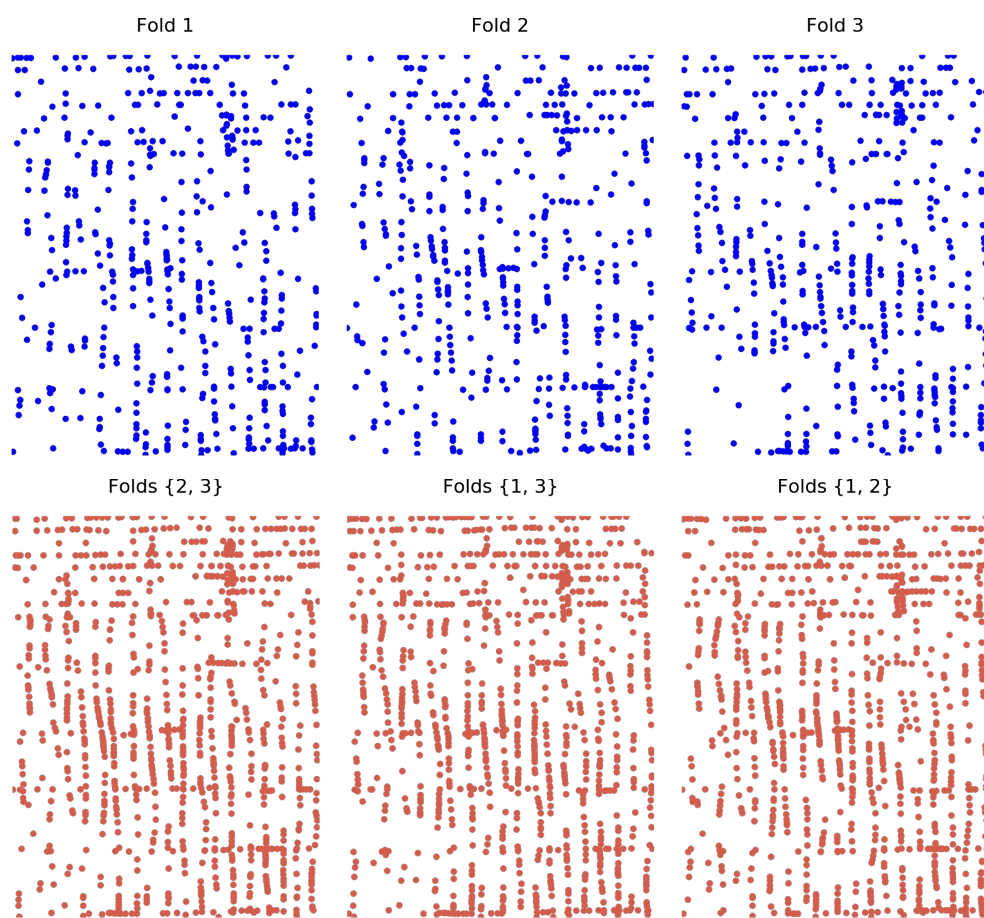 Fold 1
Fold 2
Fold 3
Folds {2, 3}
Folds {1, 3}
Folds {1, 2}